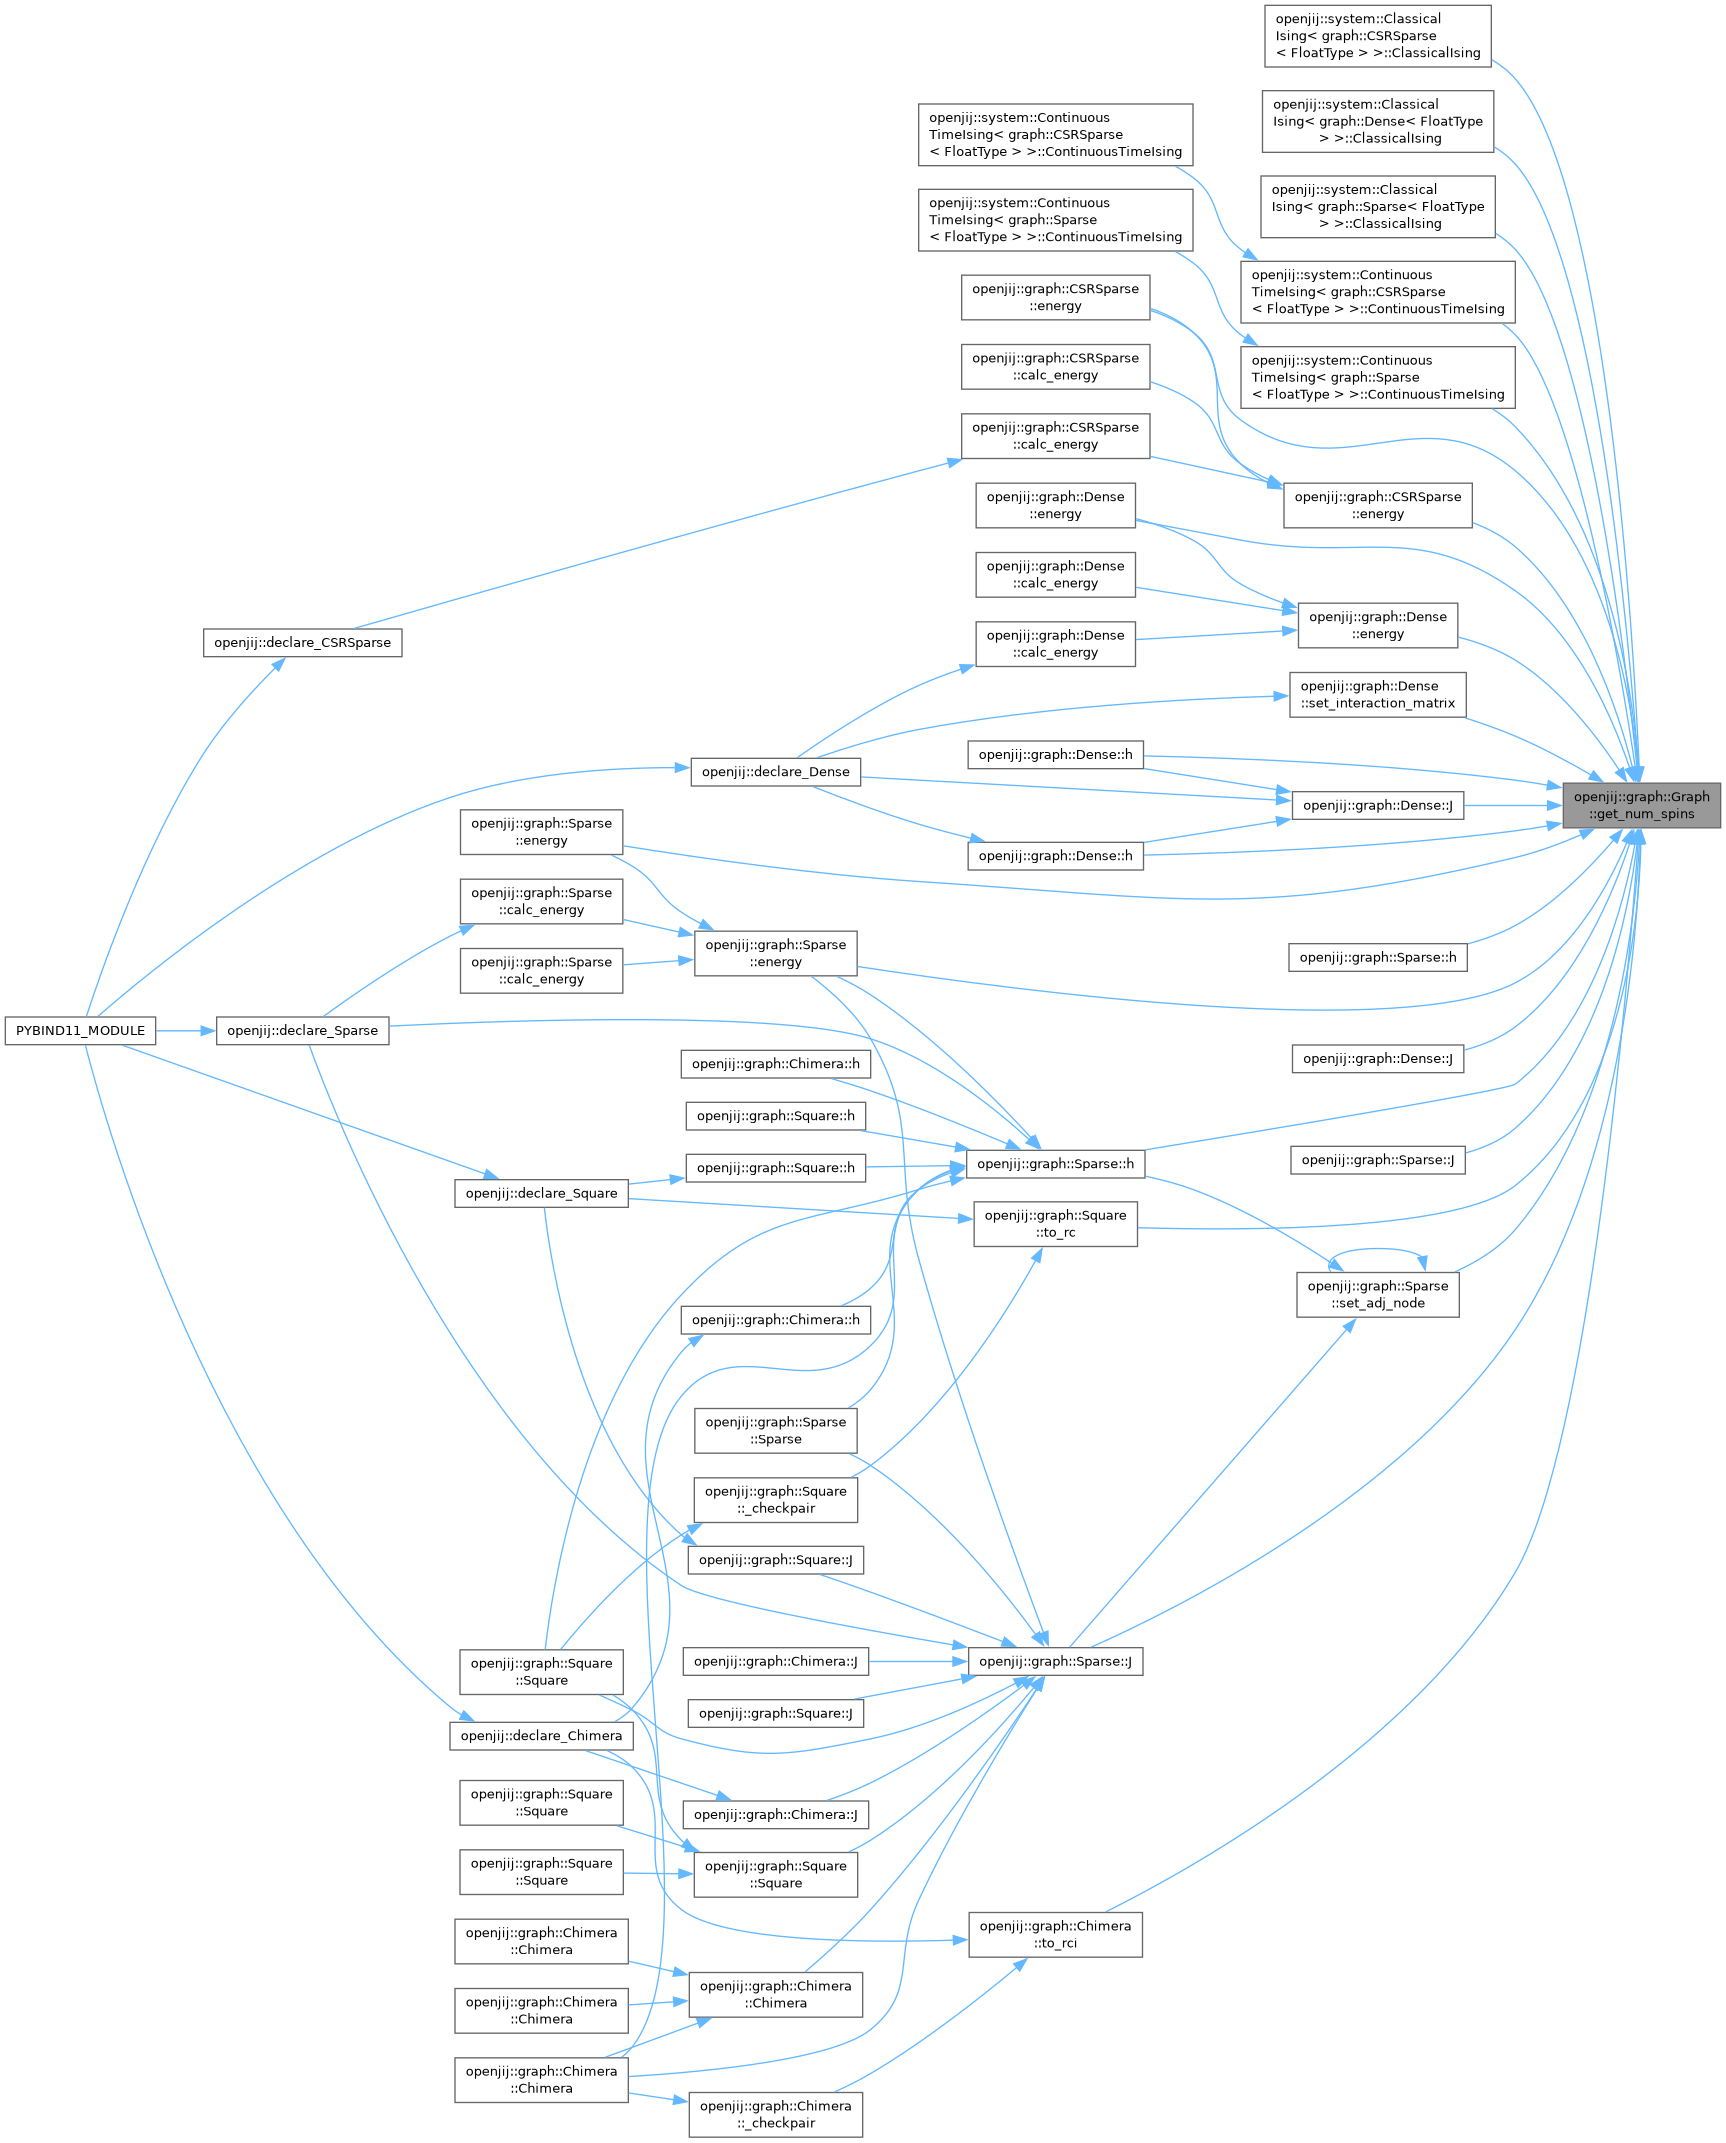 openjij::system::Classical
Ising< graph::CSRSparse
< FloatType > >::ClassicalIsing
openjij::system::Classical
Ising< graph::Dense< FloatType
> >::ClassicalIsing
openjij::system::Continuous
TimeIsing< graph::CSRSparse
< FloatType > >::ContinuousTimeIsing
openjij::system::Classical
Ising< graph::Sparse< FloatType
> >::ClassicalIsing
openjij::system::Continuous
TimeIsing< graph::Sparse
< FloatType > >::ContinuousTimeIsing
openjij::system::Continuous
TimeIsing< graph::CSRSparse
< FloatType > >::ContinuousTimeIsing
openjij::graph::CSRSparse
::energy
openjij::system::Continuous
TimeIsing< graph::Sparse
< FloatType > >::ContinuousTimeIsing
openjij::graph::CSRSparse
::calc_energy
openjij::graph::CSRSparse
::calc_energy
openjij::graph::CSRSparse
::energy
openjij::graph::Dense
::energy
openjij::graph::Dense
::calc_energy
openjij::graph::Dense
::energy
openjij::graph::Dense
::calc_energy
openjij::declare_CSRSparse
openjij::graph::Dense
::set_interaction_matrix
openjij::graph::Dense::h
openjij::declare_Dense
openjij::graph::Dense::J
openjij::graph::Graph
::get_num_spins
openjij::graph::Sparse
::energy
openjij::graph::Dense::h
openjij::graph::Sparse
::calc_energy
openjij::graph::Sparse
::energy
openjij::graph::Sparse::h
openjij::graph::Sparse
::calc_energy
PYBIND11_MODULE
openjij::declare_Sparse
openjij::graph::Dense::J
openjij::graph::Chimera::h
openjij::graph::Square::h
openjij::graph::Square::h
openjij::graph::Sparse::h
openjij::graph::Sparse::J
openjij::declare_Square
openjij::graph::Square
::to_rc
openjij::graph::Sparse
::set_adj_node
openjij::graph::Chimera::h
openjij::graph::Sparse
::Sparse
openjij::graph::Square
::_checkpair
openjij::graph::Square::J
openjij::graph::Square
::Square
openjij::graph::Chimera::J
openjij::graph::Sparse::J
openjij::graph::Square::J
openjij::declare_Chimera
openjij::graph::Square
::Square
openjij::graph::Chimera::J
openjij::graph::Square
::Square
openjij::graph::Square
::Square
openjij::graph::Chimera
::to_rci
openjij::graph::Chimera
::Chimera
openjij::graph::Chimera
::Chimera
openjij::graph::Chimera
::Chimera
openjij::graph::Chimera
::Chimera
openjij::graph::Chimera
::_checkpair